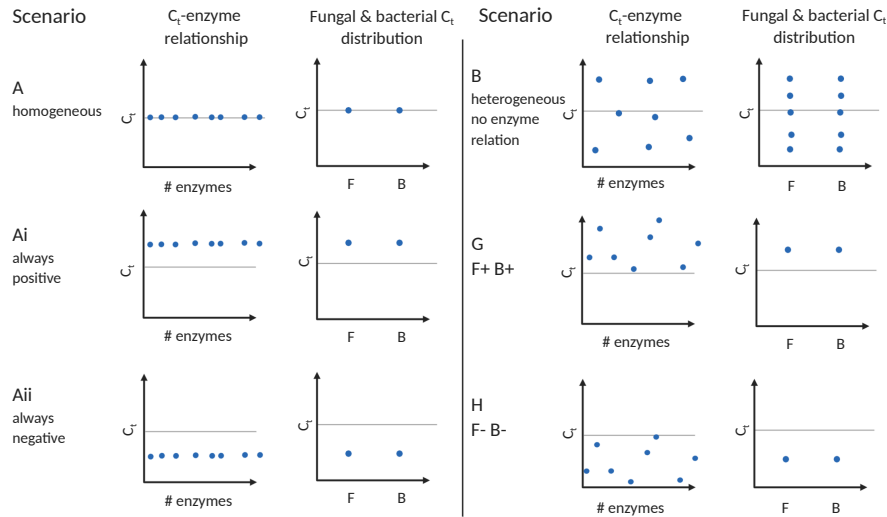 Scenario
Ct-enzyme
relationship
Fungal & bacterial Ct
distribution
Scenario
Ct-enzyme
relationship
Fungal & bacterial Ct
distribution
A
homogeneous
Ct
# enzymes
Ct
F B
B
heterogeneous
no enzyme
relation
Ct
# enzymes
Ct
F B
Ai
always
positive
Ct
# enzymes
Ct
F B
G
F+ B+
Ct
# enzymes
Ct
F B
Aii
always
negative
Ct
# enzymes
Ct
F B
H
F- B-
Ct
# enzymes
Ct
F B